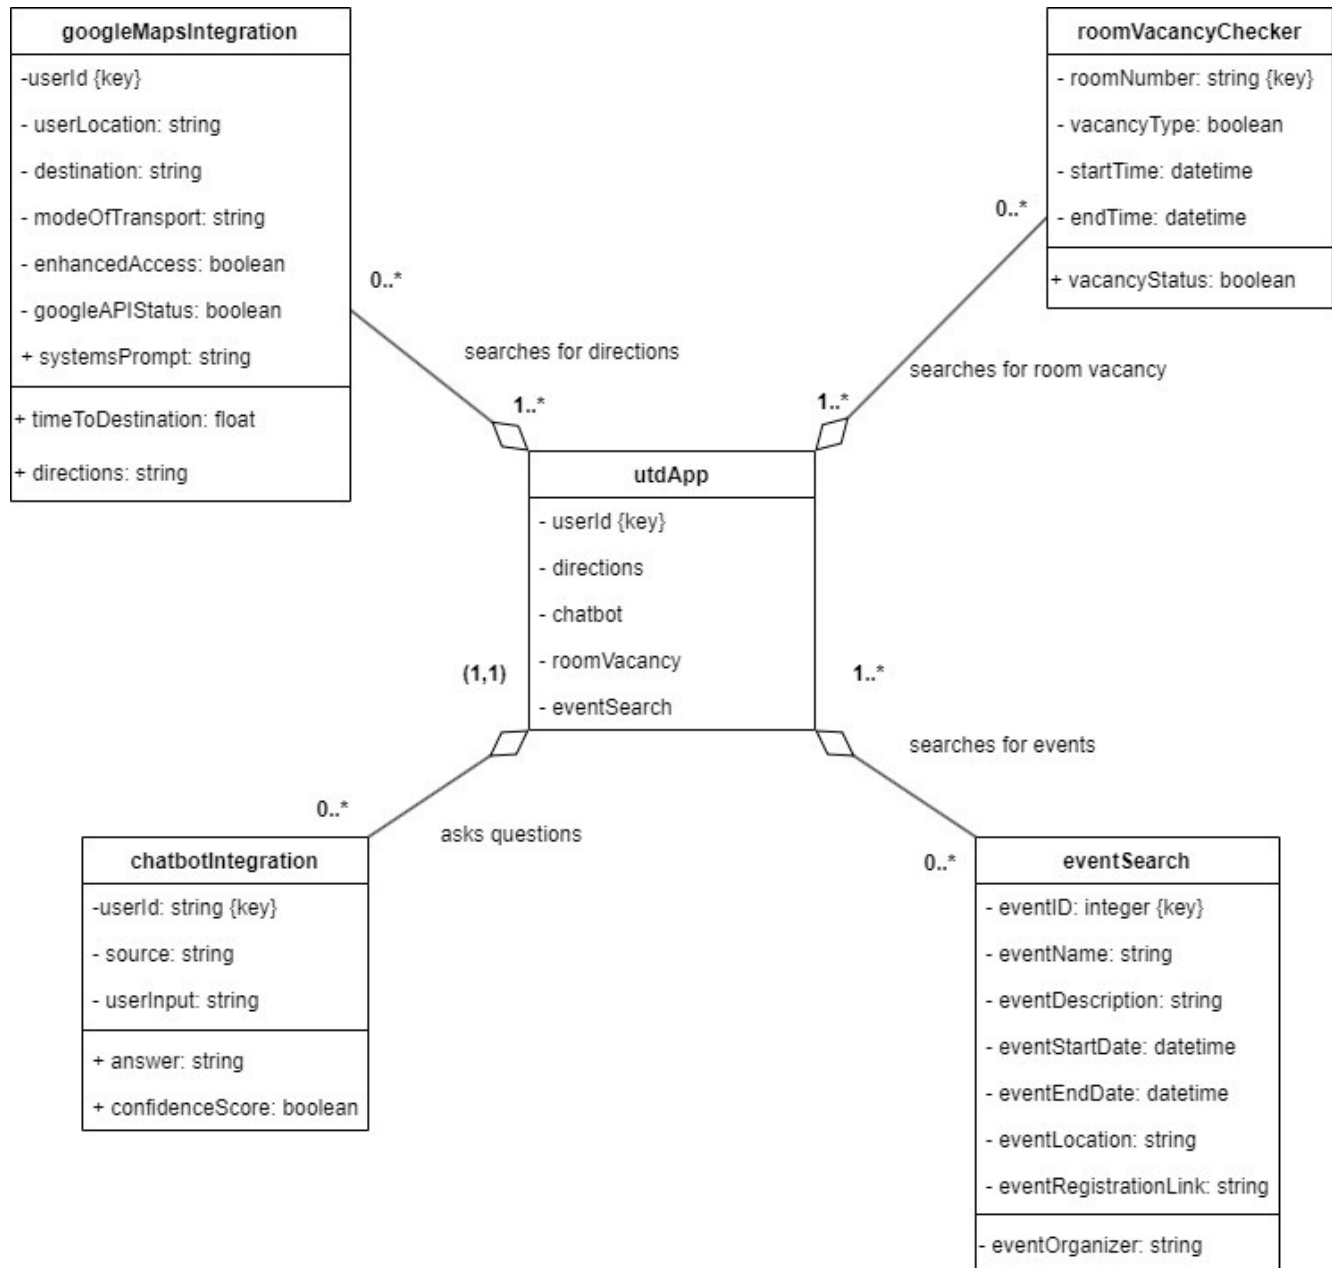 googleMapsIntegration
-userId {key}
- userLocation: string
- destination: string
- modeOfTransport: string
- enhancedAccess: boolean
- googleAPIStatus: boolean
+ systemsPrompt: string
+ timeToDestination: float
+ directions: string
roomVacancyChecker
- roomNumber: string {key}
- vacancyType: boolean
- startTime: datetime
- endTime: datetime
+ vacancyStatus: boolean
0..*
searches for directions
1..*
0..*
searches for room vacancy
1..*
utdApp
- userId {key}
- directions
- chatbot
- roomVacancy
- eventSearch
(1,1)
0..*
asks questions
1..*
searches for events
0..*
chatbotIntegration
-userId: string {key}
- source: string
- userInput: string
+ answer: string
+ confidenceScore: boolean
eventSearch
- eventID: integer {key}
- eventName: string
- eventDescription: string
- eventStartDate: datetime
- eventEndDate: datetime
- eventLocation: string
- eventRegistrationLink: string
- eventOrganizer: string